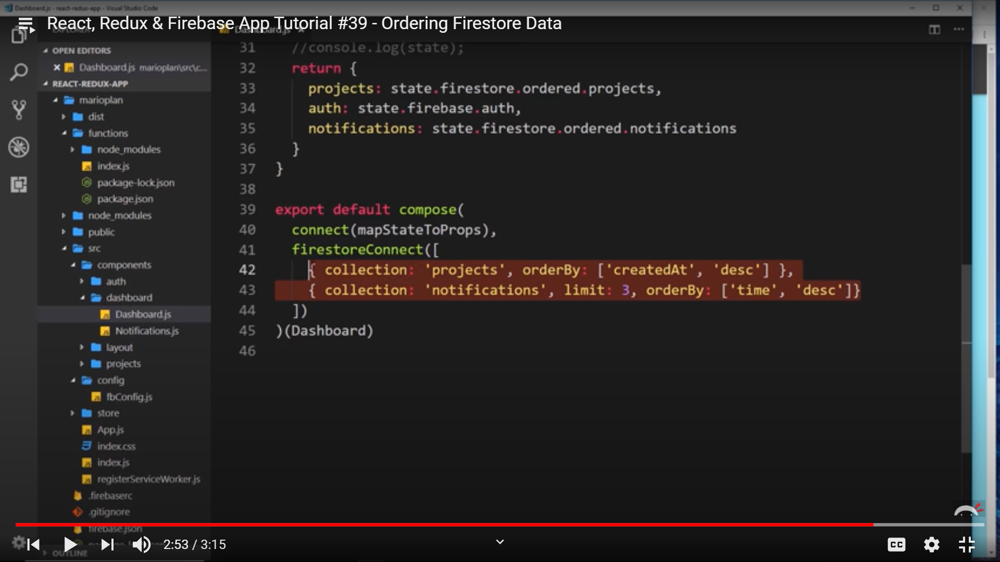 Dashboard.js - react-redux-app - Visual Studio Code
React, Redux & Firebase App Tutorial #39 - Ordering Firestore Data
EXPLORER
Dashboard.js
OPEN EDITORS
Dashboard.js marioplan\src\c...
REACT-REDUX-APP
marioplan
dist
functions
node_modules
index.js
package-lock.json
package.json
node_modules
public
src
components
auth
dashboard
Dashboard.js
Notifications.js
layout
projects
config
fbConfig.js
store
App.js
index.css
index.js
registerServiceWorker.js
.firebaserc
.gitignore
firebase.json
OUTLINE
31 //console.log(state);
32 return {
33 projects: state.firestore.ordered.projects,
34 auth: state.firebase.auth,
35 notifications: state.firestore.ordered.notifications
36 }
37 }
38
39 export default compose(
40 connect(mapStateToProps),
41 firestoreConnect([
42 { collection: 'projects', orderBy: ['createdAt', 'desc'] },
43 { collection: 'notifications', limit: 3, orderBy: ['time', 'desc']}
44 ])
45 )(Dashboard)
46
2:53 / 3:15
CC